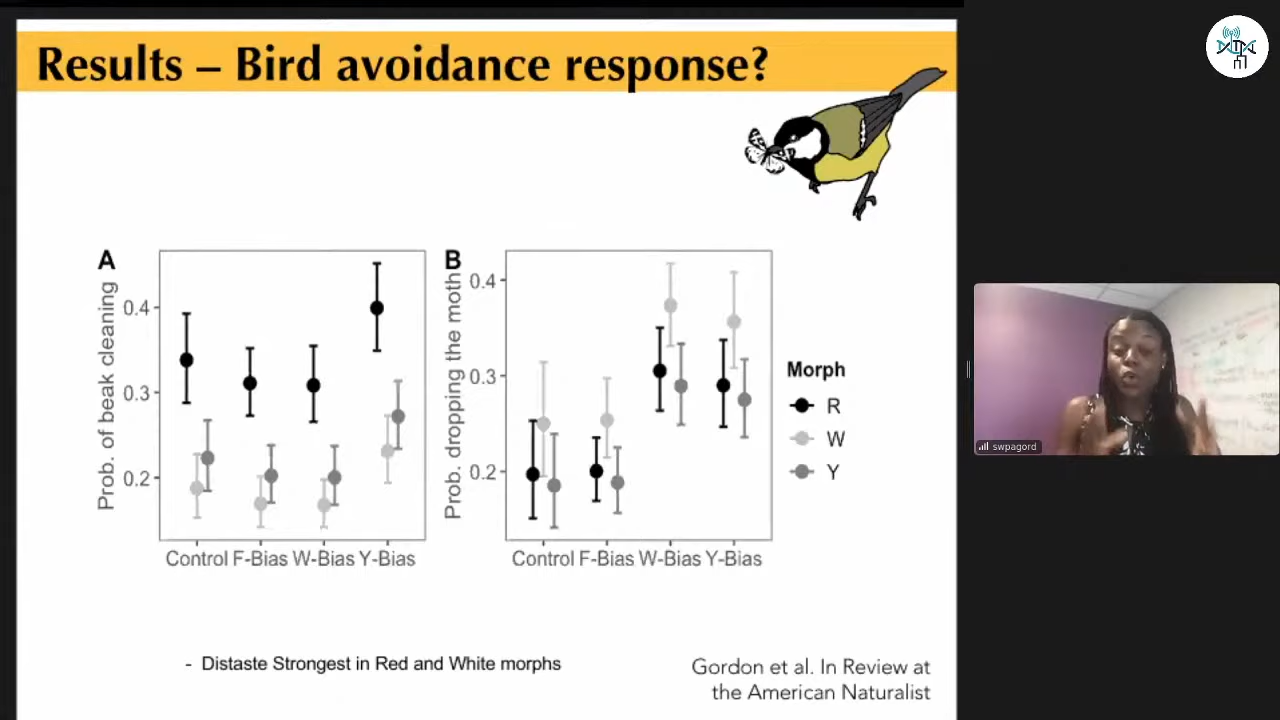 Results – Bird avoidance response?
A
Prob. of beak cleaning
0.4
0.3
0.2
Control F-Bias W-Bias Y-Bias
B
Prob. dropping the moth
0.4
0.3
0.2
Control F-Bias W-Bias Y-Bias
Morph
R
W
Y
- Distaste Strongest in Red and White morphs
Gordon et al. In Review at
the American Naturalist
swpagord